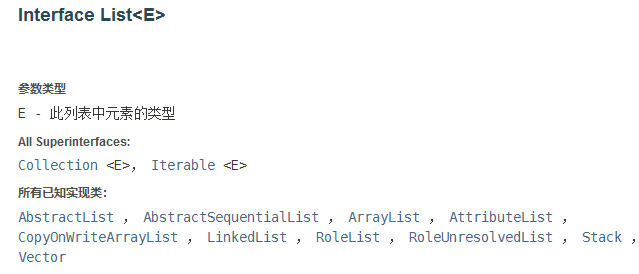 Interface List<E>
参数类型
E - 此列表中元素的类型
All Superinterfaces:
Collection <E>， Iterable <E>
所有已知实现类：
AbstractList ， AbstractSequentialList ， ArrayList ， AttributeList ，
CopyOnWriteArrayList ， LinkedList ， RoleList ， RoleUnresolvedList ， Stack ，
Vector